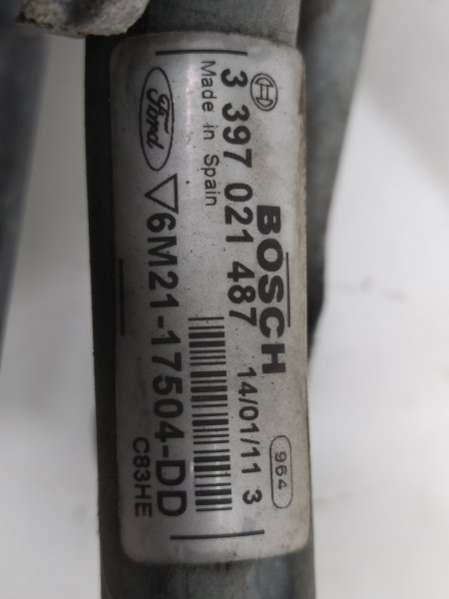 BOSCH
964
3 397 021 487
14/01/11 3
Made in Spain
Ford
6M21-17504-DD
C83HE